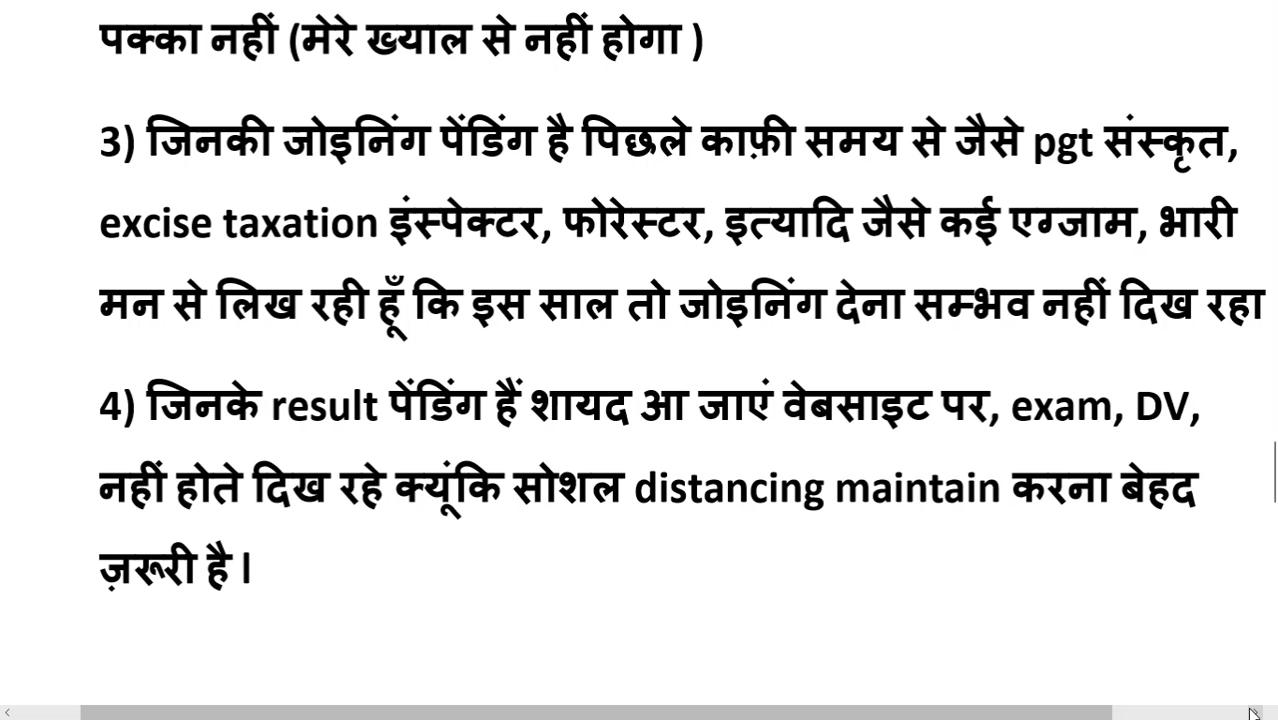 पक्का नहीं (मेरे ख्याल से नहीं होगा )
3) जिनकी जोइनिंग पेंडिंग है पिछले काफ़ी समय से जैसे pgt संस्कृत,
excise taxation इंस्पेक्टर, फोरेस्टर, इत्यादि जैसे कई एग्जाम, भारी
मन से लिख रही हूँ कि इस साल तो जोइनिंग देना सम्भव नहीं दिख रहा
4) जिनके result पेंडिंग हैं शायद आ जाएं वेबसाइट पर, exam, DV,
नहीं होते दिख रहे क्यूंकि सोशल distancing maintain करना बेहद
ज़रूरी है।